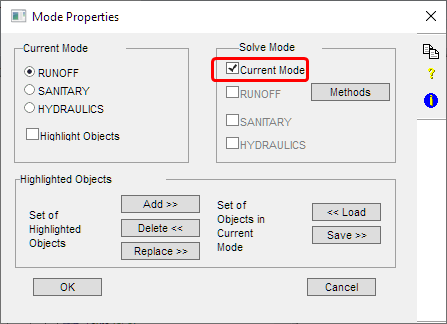 Mode Properties
Current Mode
RUNOFF
SANITARY
HYDRAULICS
Highlight Objects
Solve Mode
Current Mode
RUNOFF
Methods
SANITARY
HYDRAULICS
Highlighted Objects
Set of
Highlighted
Objects
Add >>
Delete <<
Replace >>
Set of
Objects in
Current
Mode
<< Load
Save >>
OK
Cancel